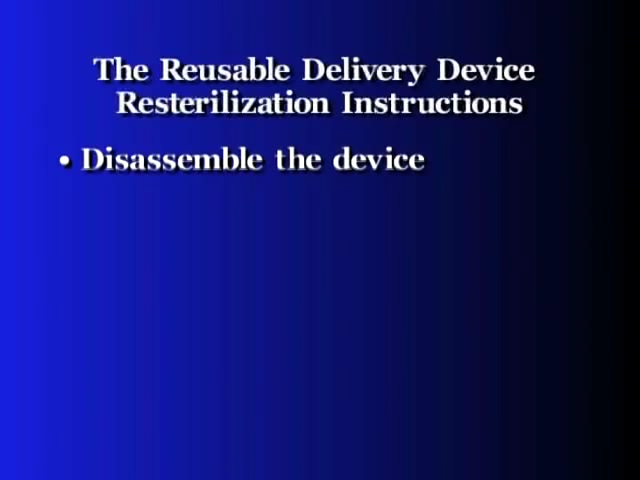 The Reusable Delivery Device
Resterilization Instructions
• Disassemble the device